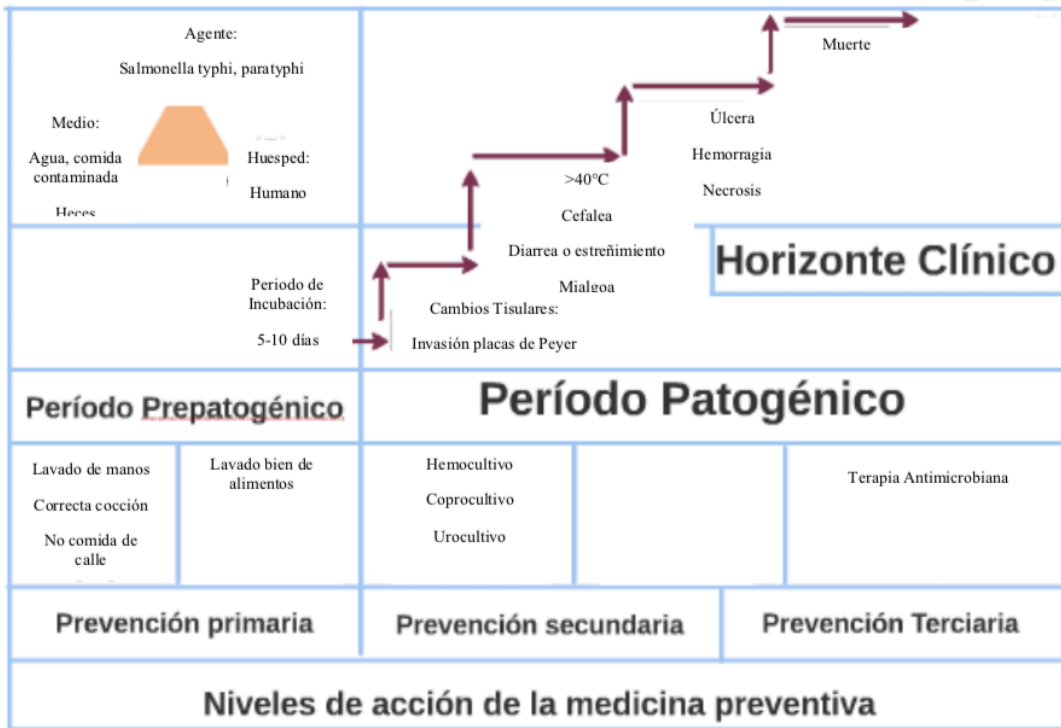 Agente:
Salmonella typhi, paratyphi
Medio:
Agua, comida
contaminada
Heces
Huesped:
Humano
Muerte
Úlcera
Hemorragia
Necrosis
>40°C
Cefalea
Diarrea o estreñimiento
Mialgoa
Horizonte Clínico
Periodo de
Incubación:
5-10 días
Cambios Tisulares:
Invasión placas de Peyer
Período Prepatogénico
Período Patogénico
Lavado de manos
Correcta cocción
No comida de
calle
Lavado bien de
alimentos
Hemocultivo
Coprocultivo
Urocultivo
Terapia Antimicrobiana
Prevención primaria
Prevención secundaria
Prevención Terciaria
Niveles de acción de la medicina preventiva